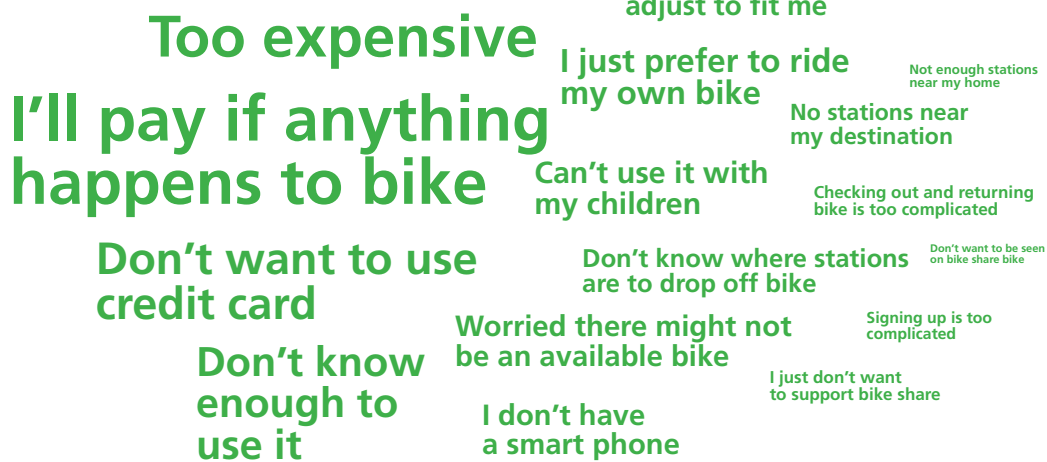 adjust to fit me
Too expensive
I just prefer to ride
my own bike
Not enough stations
near my home
I'll pay if anything
happens to bike
No stations near
my destination
Can't use it with
my children
Checking out and returning
bike is too complicated
Don't want to use
credit card
Don't know where stations
are to drop off bike
Don't want to be seen
on bike share bike
Worried there might not
be an available bike
Signing up is too
complicated
Don't know
enough to
use it
I just don't want
to support bike share
I don't have
a smart phone